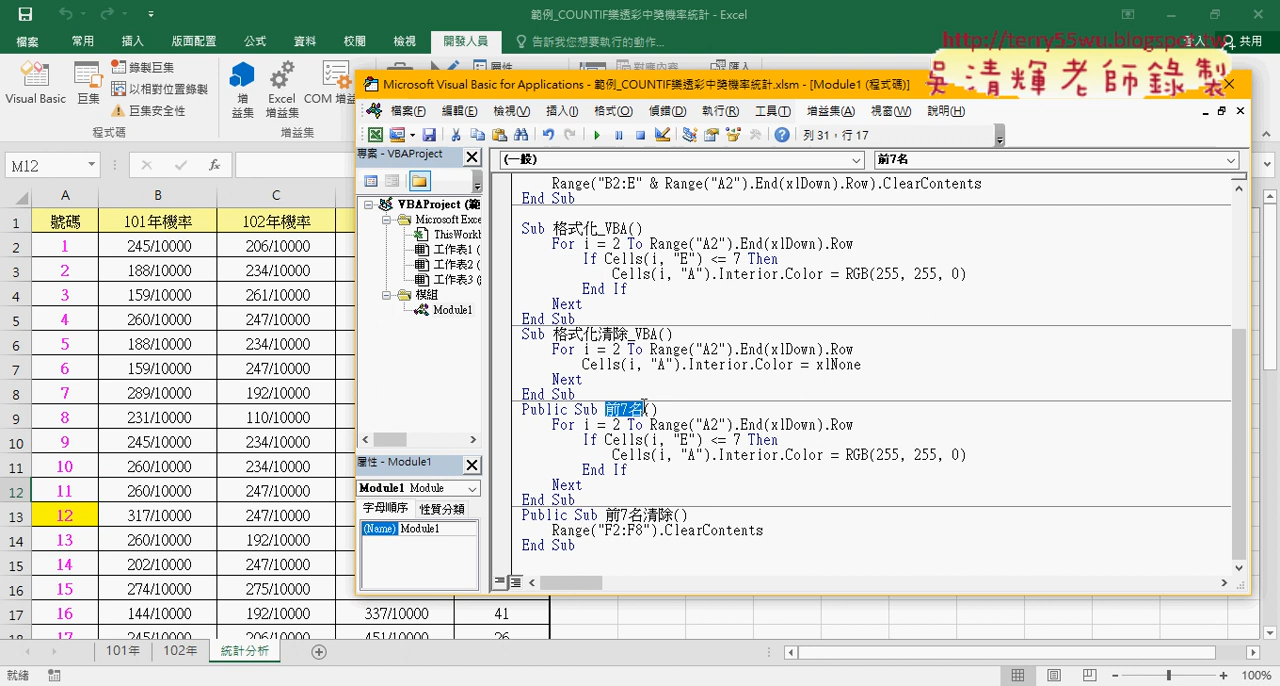 範例_COUNTIF樂透彩中獎機率統計 - Excel
檔案 常用 插入 版面配置 公式 資料 校閱 檢視 開發人員 告訴我您想要執行的動作... 登入 共用
http://terry55wu.blogspot.tw
吳清輝老師錄製
Visual Basic 巨集 錄製巨集 以相對位置錄製 巨集安全性 程式碼
增益集 Excel 增益集 COM 增益 增益集
屬性 匯入
Microsoft Visual Basic for Applications - 範例_COUNTIF樂透彩中獎機率統計.xlsm - [Module1 (程式碼)]
檔案(F) 編輯(E) 檢視(V) 插入(I) 格式(O) 偵錯(D) 執行(R) 工具(T) 增益集(A) 視窗(W) 說明(H)
列 31，行 17
M12 fx
專案 - VBAProject
(一般) 前7名
VBAProject (範
Microsoft Exce
ThisWorkb
工作表1 (
工作表2 (
工作表3 (
模組
Module1
屬性 - Module1
Module1 Module
字母順序 性質分類
(Name) Module1
Range("B2:E" & Range("A2").End(xlDown).Row).ClearContents
End Sub
Sub 格式化_VBA()
For i = 2 To Range("A2").End(xlDown).Row
If Cells(i, "E") <= 7 Then
Cells(i, "A").Interior.Color = RGB(255, 255, 0)
End If
Next
End Sub
Sub 格式化清除_VBA()
For i = 2 To Range("A2").End(xlDown).Row
Cells(i, "A").Interior.Color = xlNone
Next
End Sub
Public Sub 前7名()
For i = 2 To Range("A2").End(xlDown).Row
If Cells(i, "E") <= 7 Then
Cells(i, "A").Interior.Color = RGB(255, 255, 0)
End If
Next
End Sub
Public Sub 前7名清除()
Range("F2:F8").ClearContents
End Sub
A B C
1 號碼 101年機率 102年機率
2 1 245/10000 206/10000
3 2 188/10000 234/10000
4 3 159/10000 261/10000
5 4 260/10000 247/10000
6 5 188/10000 234/10000
7 6 159/10000 247/10000
8 7 289/10000 192/10000
9 8 231/10000 110/10000
10 9 245/10000 234/10000
11 10 260/10000 234/10000
12 11 260/10000 247/10000
13 12 317/10000 247/10000
14 13 260/10000 192/10000
15 14 202/10000 247/10000
16 15 274/10000 275/10000
17 16 144/10000 192/10000 337/10000 41
18 17 245/10000 206/10000 451/10000 26
101年 102年 統計分析
就緒 100%